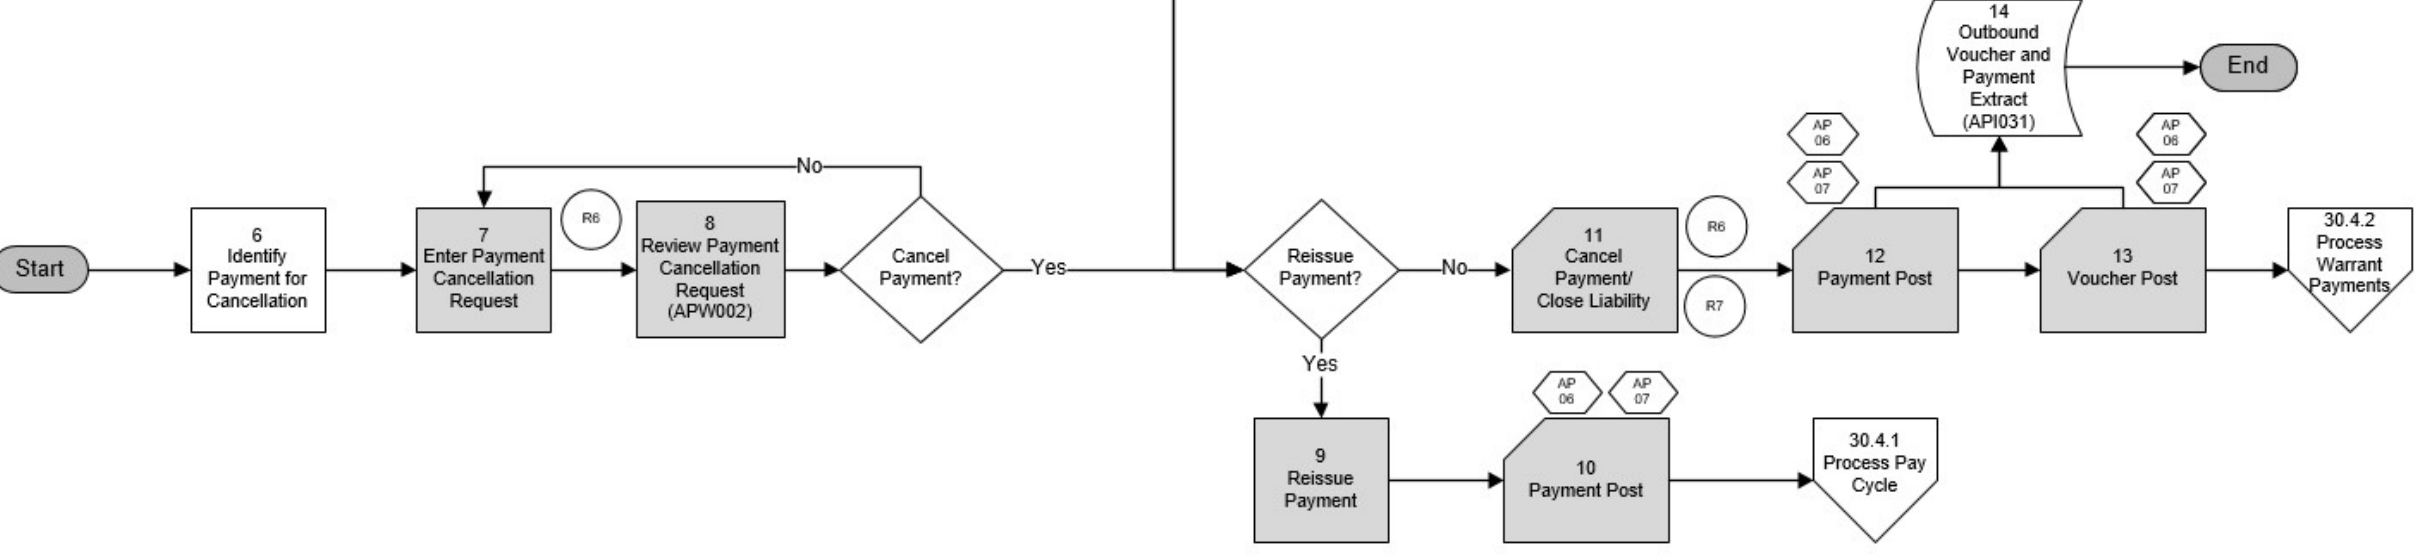 Start
6
Identify
Payment for
Cancellation
7
Enter Payment
Cancellation
Request
R6
8
Review Payment
Cancellation
Request
(APW002)
No
Cancel
Payment?
Yes
Reissue
Payment?
No
11
Cancel
Payment/
Close Liability
R6
R7
AP
06
AP
07
12
Payment Post
14
Outbound
Voucher and
Payment
Extract
(API031)
End
AP
06
AP
07
13
Voucher Post
30.4.2
Process
Warrant
Payments
Yes
9
Reissue
Payment
AP
06
AP
07
10
Payment Post
30.4.1
Process Pay
Cycle